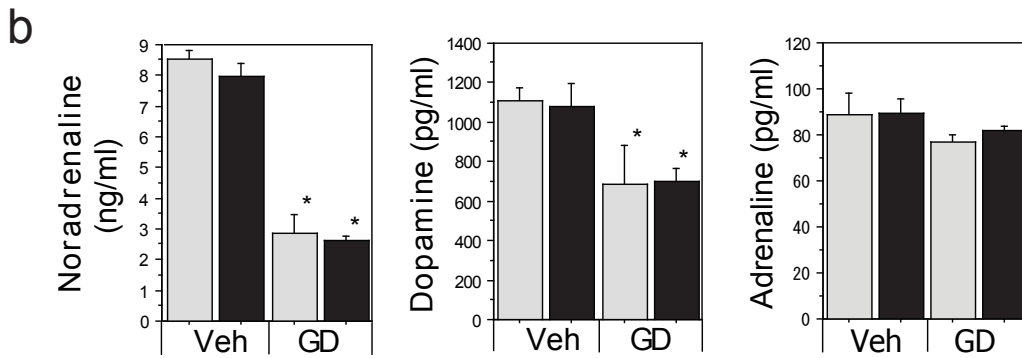 b
Noradrenaline
(ng/ml)
9
8
7
6
5
4
3
2
1
0
*
*
Veh
GD
Dopamine (pg/ml)
1400
1200
1000
800
600
400
200
0
*
*
Veh
GD
Adrenaline (pg/ml)
120
100
80
60
40
20
0
Veh
GD